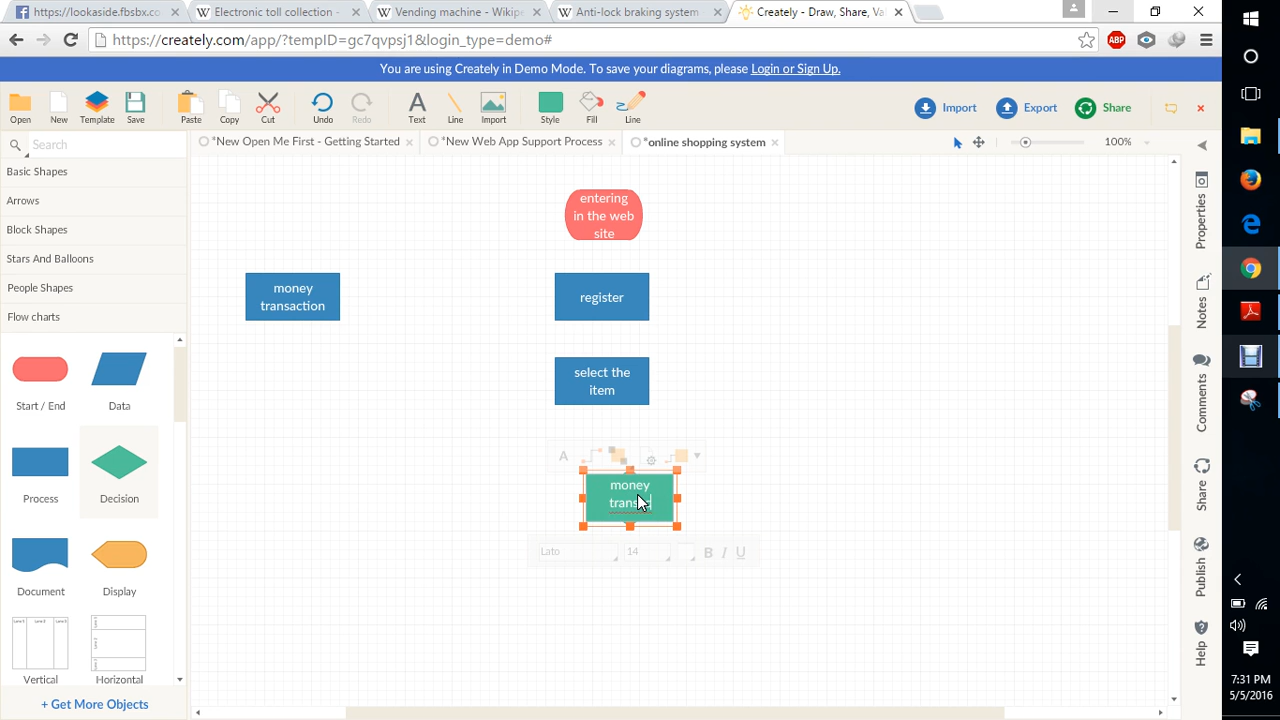 https://lookaside.fbsbx.c
Electronic toll collection -
Vending machine - Wikipe
Anti-lock braking system
Creately - Draw, Share, Va
https://creately.com/app/?tempID=gc7qvpsj1&login_type=demo#
ABP
You are using Creately in Demo Mode. To save your diagrams, please Login or Sign Up.
Open
New
Template
Save
Paste
Copy
Cut
Undo
Redo
Text
Line
Import
Style
Fill
Line
Import
Export
Share
Search
*New Open Me First - Getting Started
*New Web App Support Process
*online shopping system
100%
Basic Shapes
Arrows
Block Shapes
Stars And Balloons
People Shapes
Flow charts
Start / End
Data
Process
Decision
Document
Display
Vertical
Horizontal
+ Get More Objects
entering
in the web
site
money
transaction
register
select the
item
A
money
Lato
14
B I U
Properties
Notes
Comments
Share
Publish
Help
7:31 PM
5/5/2016